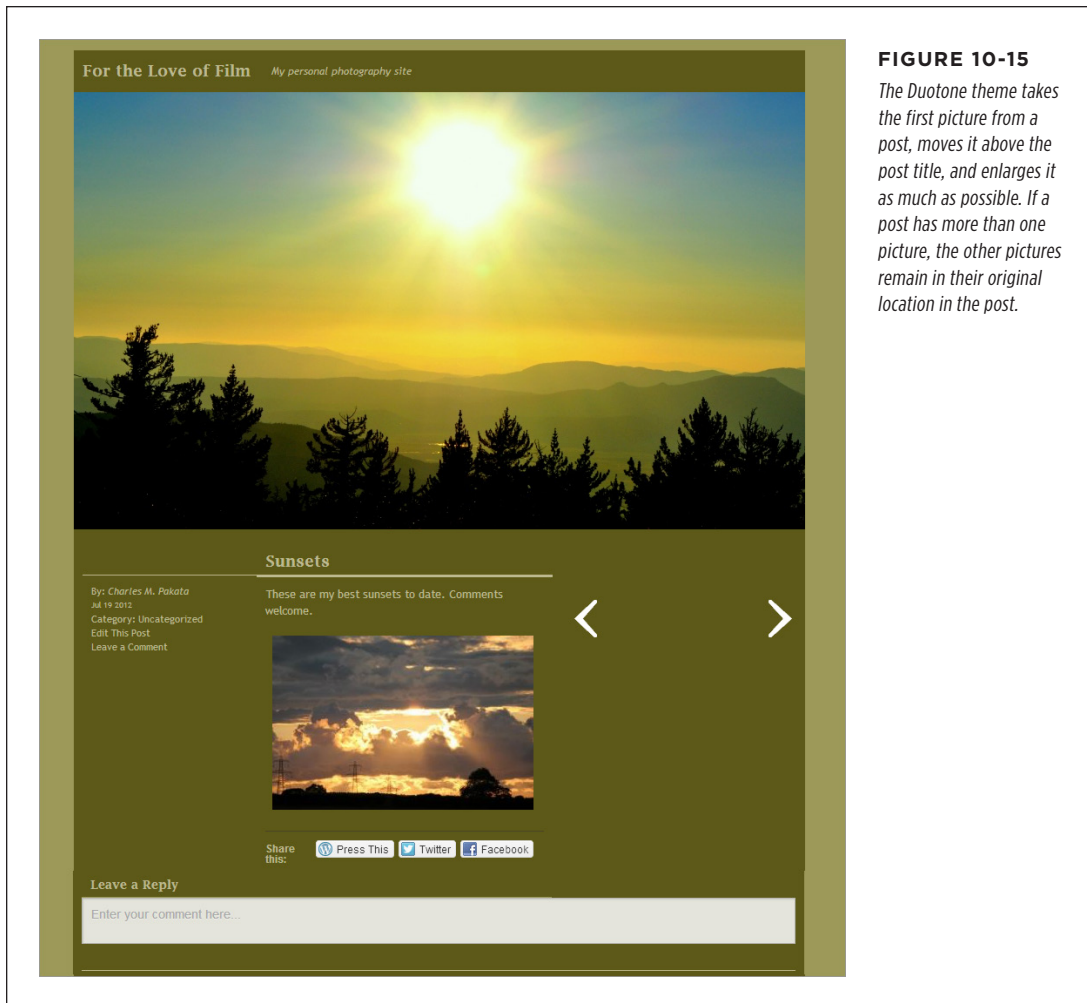 For the Love of Film
My personal photography site
Sunsets
By: Charles M. Pakata
Jul 19 2012
Category: Uncategorized
Edit This Post
Leave a Comment
These are my best sunsets to date. Comments
welcome.
Share
this:
Press This
Twitter
Facebook
Leave a Reply
Enter your comment here...
FIGURE 10-15
The Duotone theme takes
the first picture from a
post, moves it above the
post title, and enlarges it
as much as possible. If a
post has more than one
picture, the other pictures
remain in their original
location in the post.